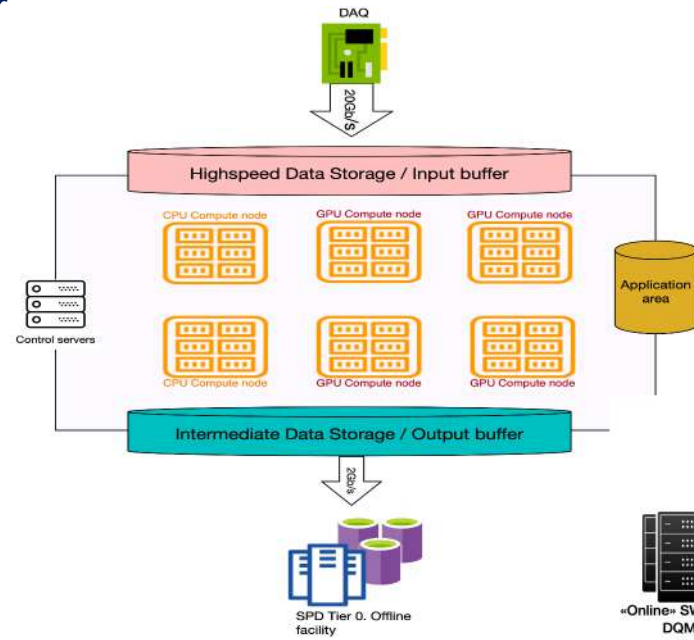 DAQ
20Gb/s
Highspeed Data Storage / Input buffer
CPU Compute node
GPU Compute node
GPU Compute node
Application
area
Control servers
CPU Compute node
GPU Compute node
GPU Compute node
Intermediate Data Storage / Output buffer
2Gb/s
SPD Tier 0. Offline
facility
«Online»
DQM